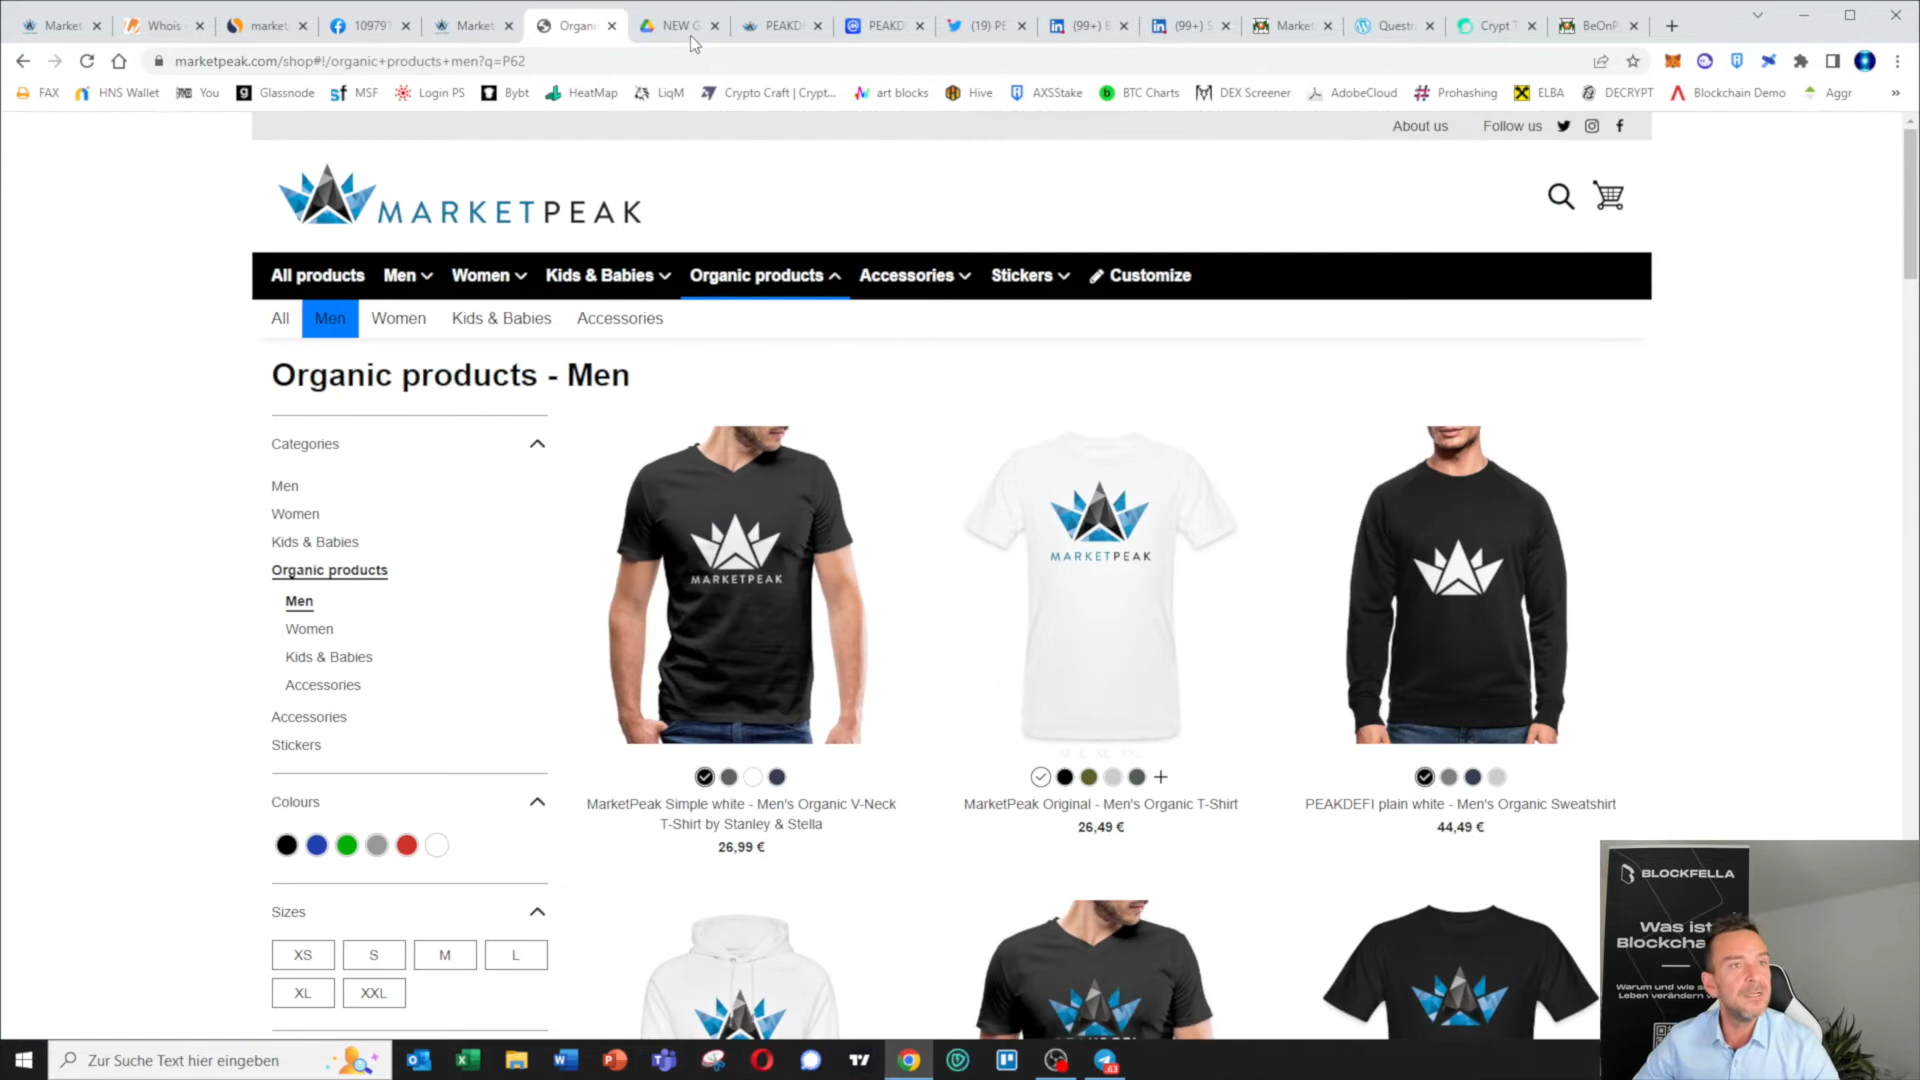 Market
Whois
market
109791
Market
Organi
NEW G
PEAKD
PEAKD
(19) PE
(99+)
(99+) S
Market
Questr
Crypt T
BeOnP
marketpeak.com/shop#!/organic+products+men?q=P62
FAX
HNS Wallet
You
Glassnode
MSF
Login PS
Bybt
HeatMap
LiqM
Crypto Craft | Crypt...
art blocks
Hive
AXSStake
BTC Charts
DEX Screener
AdobeCloud
Prohashing
ELBA
DECRYPT
Blockchain Demo
Aggr
»
About us
Follow us
MARKETPEAK
All products
Men
Women
Kids & Babies
Organic products
Accessories
Stickers
Customize
All
Men
Women
Kids & Babies
Accessories
Organic products - Men
Categories
Men
Women
Kids & Babies
Organic products
Men
Women
Kids & Babies
Accessories
Accessories
Stickers
Colours
Sizes
XS
S
M
L
XL
XXL
MARKETPEAK
MARKETPEAK
MarketPeak Simple white - Men's Organic V-Neck
T-Shirt by Stanley & Stella
26,99 €
MarketPeak Original - Men's Organic T-Shirt
26,49 €
PEAKDEFI plain white - Men's Organic Sweatshirt
44,49 €
BLOCKFELLA
Was ist
Blockcha
Warum und wie s
Leben verändern w
Zur Suche Text hier eingeben
63